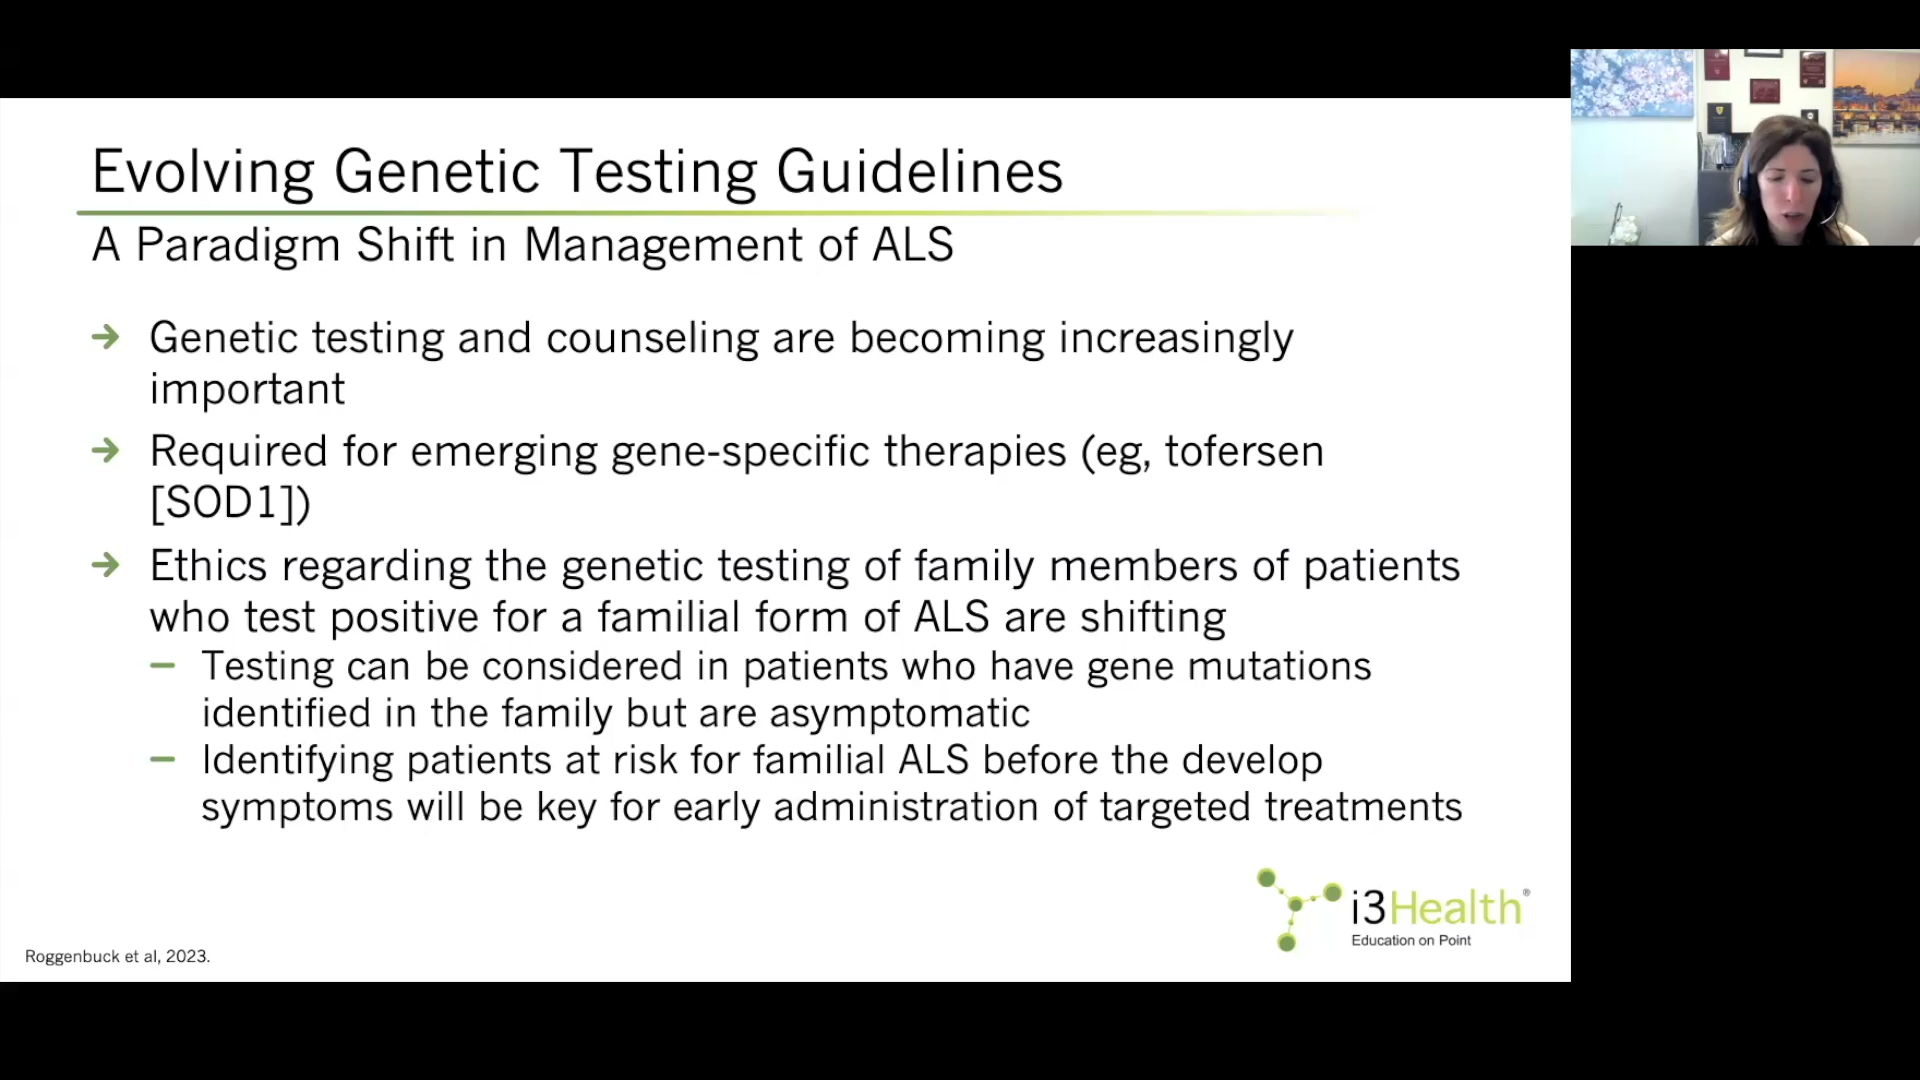 Evolving Genetic Testing Guidelines
A Paradigm Shift in Management of ALS
→ Genetic testing and counseling are becoming increasingly
important
→ Required for emerging gene-specific therapies (eg, tofersen
[SOD1])
→ Ethics regarding the genetic testing of family members of patients
who test positive for a familial form of ALS are shifting
– Testing can be considered in patients who have gene mutations
identified in the family but are asymptomatic
– Identifying patients at risk for familial ALS before the develop
symptoms will be key for early administration of targeted treatments
i3Health®
Education on Point
Roggenbuck et al, 2023.